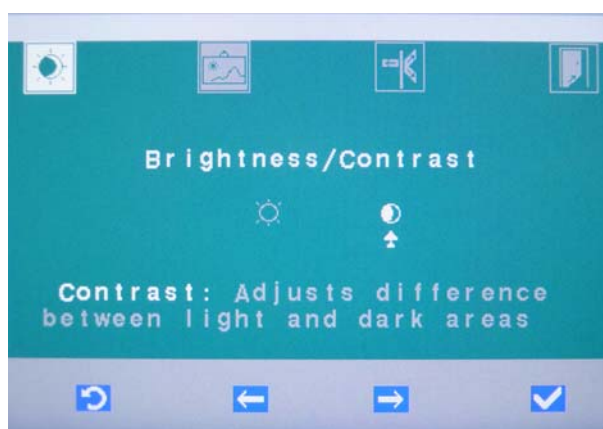 Brightness/Contrast
Contrast: Adjusts difference
between light and dark areas